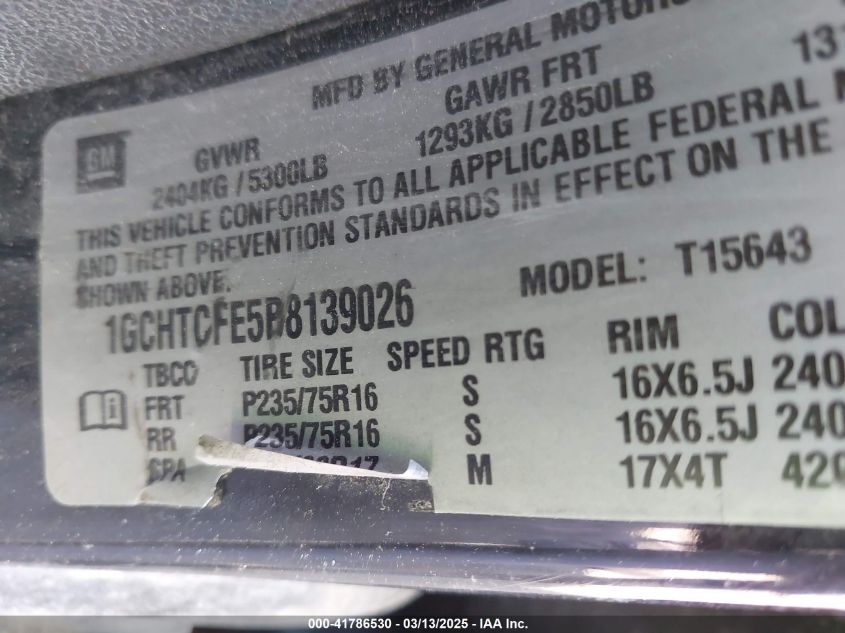 MFD BY GENERAL MOTORS
GM GVWR GAWR FRT
2404KG / 5300LB 1293KG / 2850LB 131
THIS VEHICLE CONFORMS TO ALL APPLICABLE FEDERAL M
AND THEFT PREVENTION STANDARDS IN EFFECT ON THE
SHOWN ABOVE.
1GCHTCFE5B8139026 MODEL: T15643
TBCO TIRE SIZE SPEED RTG RIM COL
FRT P235/75R16 S 16X6.5J 240
RR P235/75R16 S 16X6.5J 240
SPA M 17X4T 420
000-41786530 - 03/13/2025 - IAA Inc.